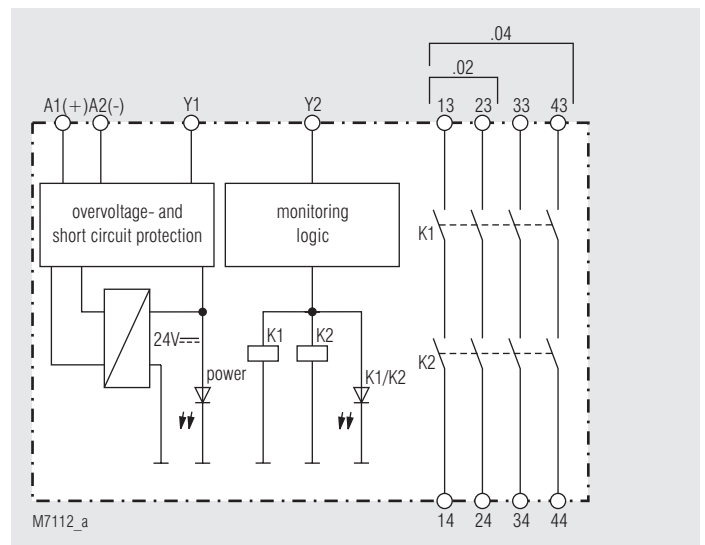 .04
.02
A1(+)A2(-) Y1 Y2 13 23 33 43
overvoltage- and
short circuit protection
monitoring
logic
K1
24V
K1 K2
K2
power
K1/K2
M7112_a
14 24 34 44